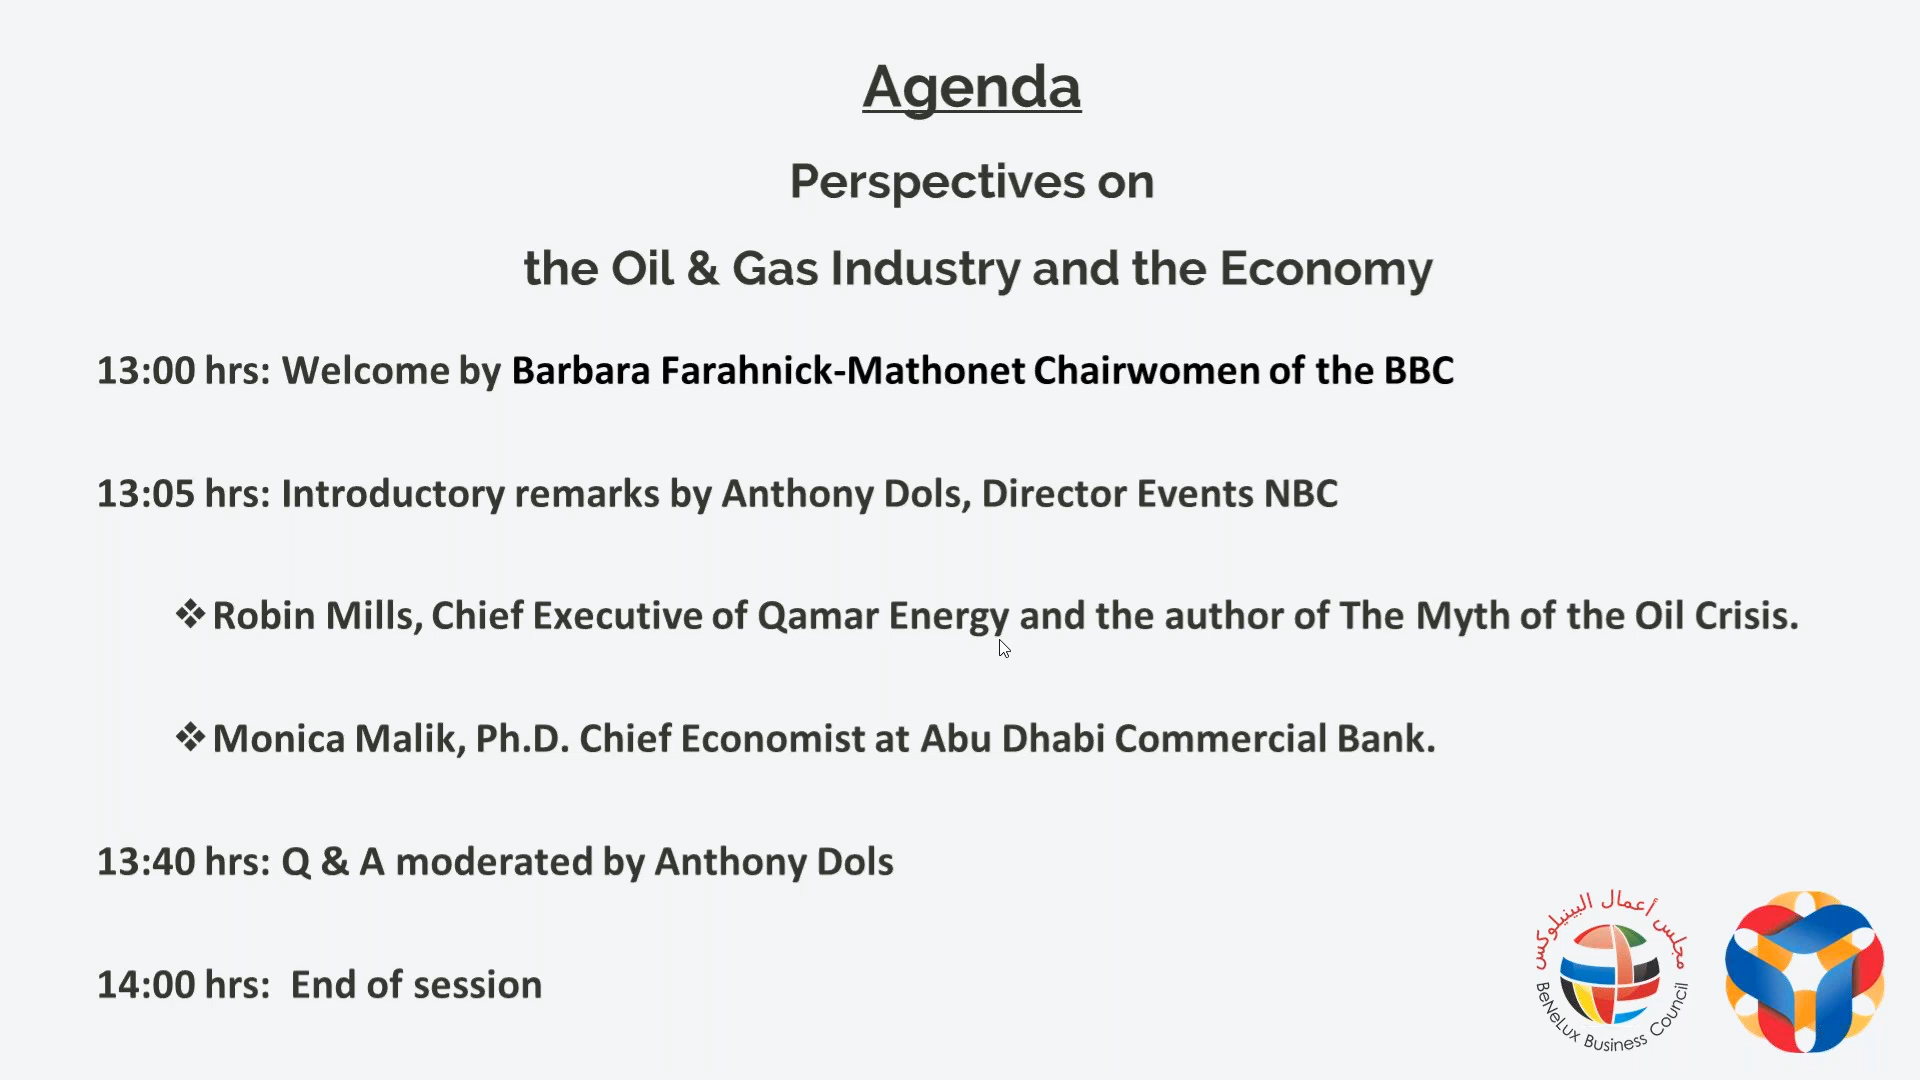 Agenda
Perspectives on
the Oil & Gas Industry and the Economy
13:00 hrs: Welcome by Barbara Farahnick-Mathonet Chairwomen of the BBC
13:05 hrs: Introductory remarks by Anthony Dols, Director Events NBC
❖ Robin Mills, Chief Executive of Qamar Energy and the author of The Myth of the Oil Crisis.
❖ Monica Malik, Ph.D. Chief Economist at Abu Dhabi Commercial Bank.
13:40 hrs: Q & A moderated by Anthony Dols
14:00 hrs: End of session
مجلس أعمال البينيلوكس
BeNeLux Business Council